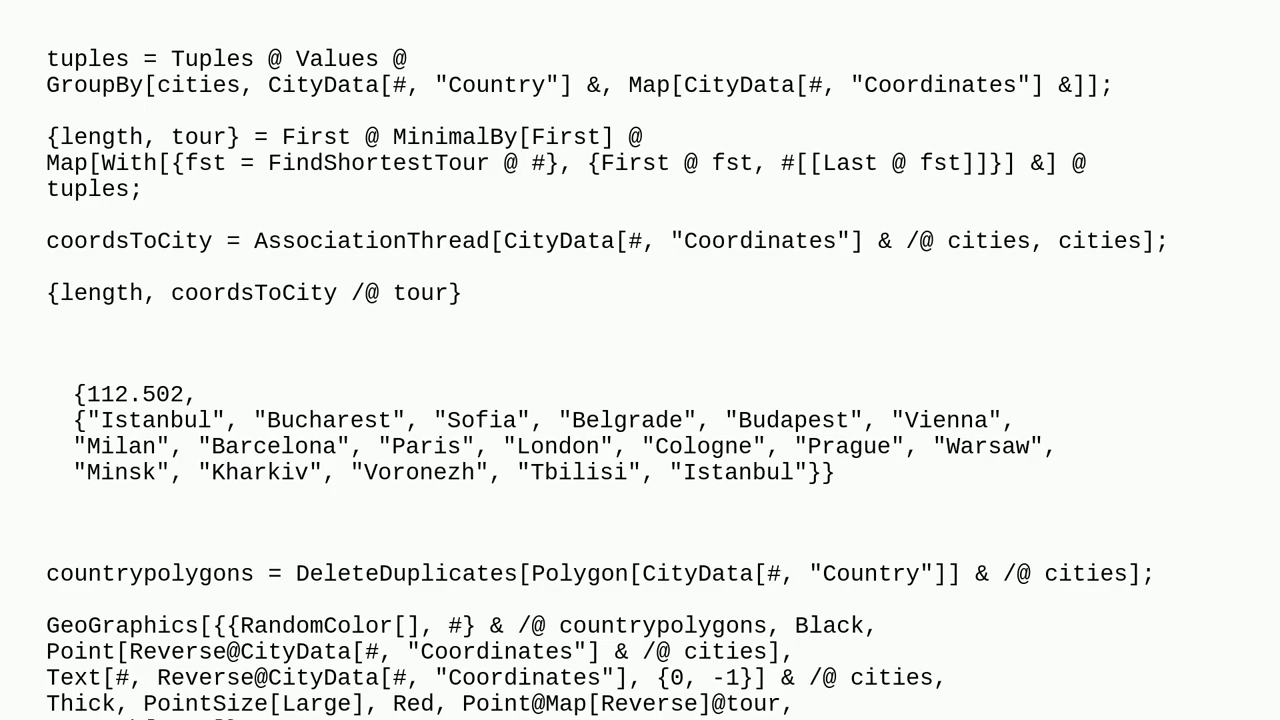 tuples = Tuples @ Values @
GroupBy[cities, CityData[#, "Country"] &, Map[CityData[#, "Coordinates"] &]];
{length, tour} = First @ MinimalBy[First] @
Map[With[{fst = FindShortestTour @ #}, {First @ fst, #[[Last @ fst]]}] &] @
tuples;
coordsToCity = AssociationThread[CityData[#, "Coordinates"] & /@ cities, cities];
{length, coordsToCity /@ tour}
{112.502,
{"Istanbul", "Bucharest", "Sofia", "Belgrade", "Budapest", "Vienna",
"Milan", "Barcelona", "Paris", "London", "Cologne", "Prague", "Warsaw",
"Minsk", "Kharkiv", "Voronezh", "Tbilisi", "Istanbul"}}
countrypolygons = DeleteDuplicates[Polygon[CityData[#, "Country"]] & /@ cities];
GeoGraphics[{{RandomColor[], #} & /@ countrypolygons, Black,
Point[Reverse@CityData[#, "Coordinates"] & /@ cities],
Text[#, Reverse@CityData[#, "Coordinates"], {0, -1}] & /@ cities,
Thick, PointSize[Large], Red, Point@Map[Reverse]@tour,